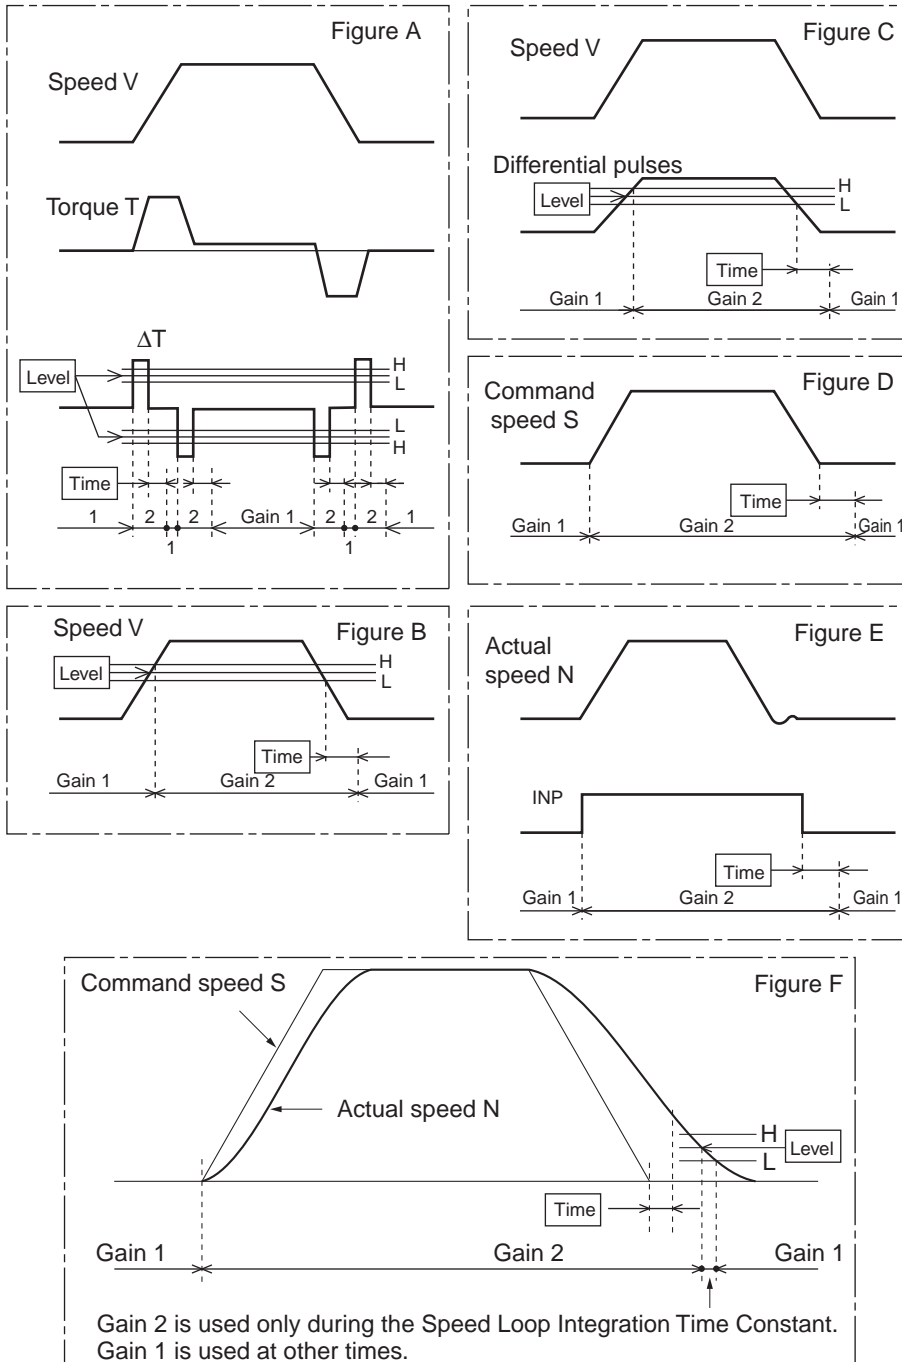 Figure A
Speed V
Torque T
ΔT
Level
H
L
L
H
Time
1
2
2
Gain 1
2
2
1
1
1
Figure C
Speed V
Differential pulses
Level
H
L
Time
Gain 1
Gain 2
Gain 1
Figure D
Command
speed S
Time
Gain 1
Gain 2
Gain 1
Speed V
Figure B
Level
H
L
Time
Gain 1
Gain 2
Gain 1
Figure E
Actual
speed N
INP
Time
Gain 1
Gain 2
Gain 1
Command speed S
Figure F
Actual speed N
H
Level
L
Time
Gain 1
Gain 2
Gain 1
Gain 2 is used only during the Speed Loop Integration Time Constant.
Gain 1 is used at other times.